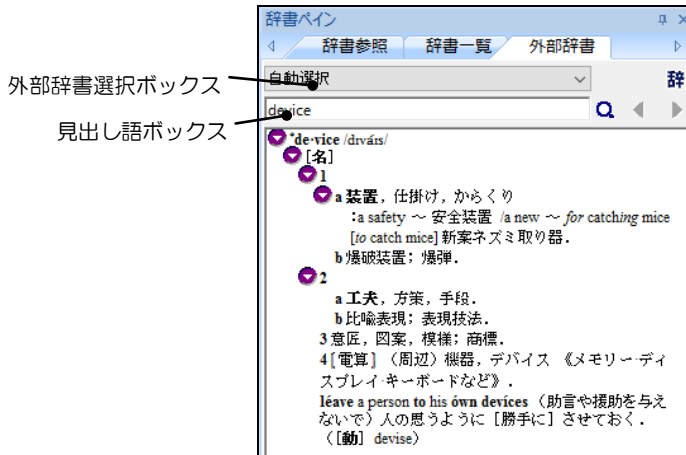 辞書ペイン
辞書参照 辞書一覧 外部辞書
外部辞書選択ボックス
自動選択
辞
見出し語ボックス
device
*de·vice /dɪváɪs/
[名]
1
a 装置, 仕掛け, からくり
:a safety ～ 安全装置 /a new ～ for catching mice
[to catch mice] 新案ネズミ取り器.
b 爆破装置; 爆弾.
2
a 工夫, 方策, 手段.
b 比喩表現; 表現技法.
3 意匠, 図案, 模様; 商標.
4 [電算] (周辺) 機器, デバイス 《メモリー·ディ
スプレイ·キーボードなど》.
léave a person to his ówn devíces (助言や援助を与え
ないで) 人の思うように [勝手に] させておく.
([動] devise)